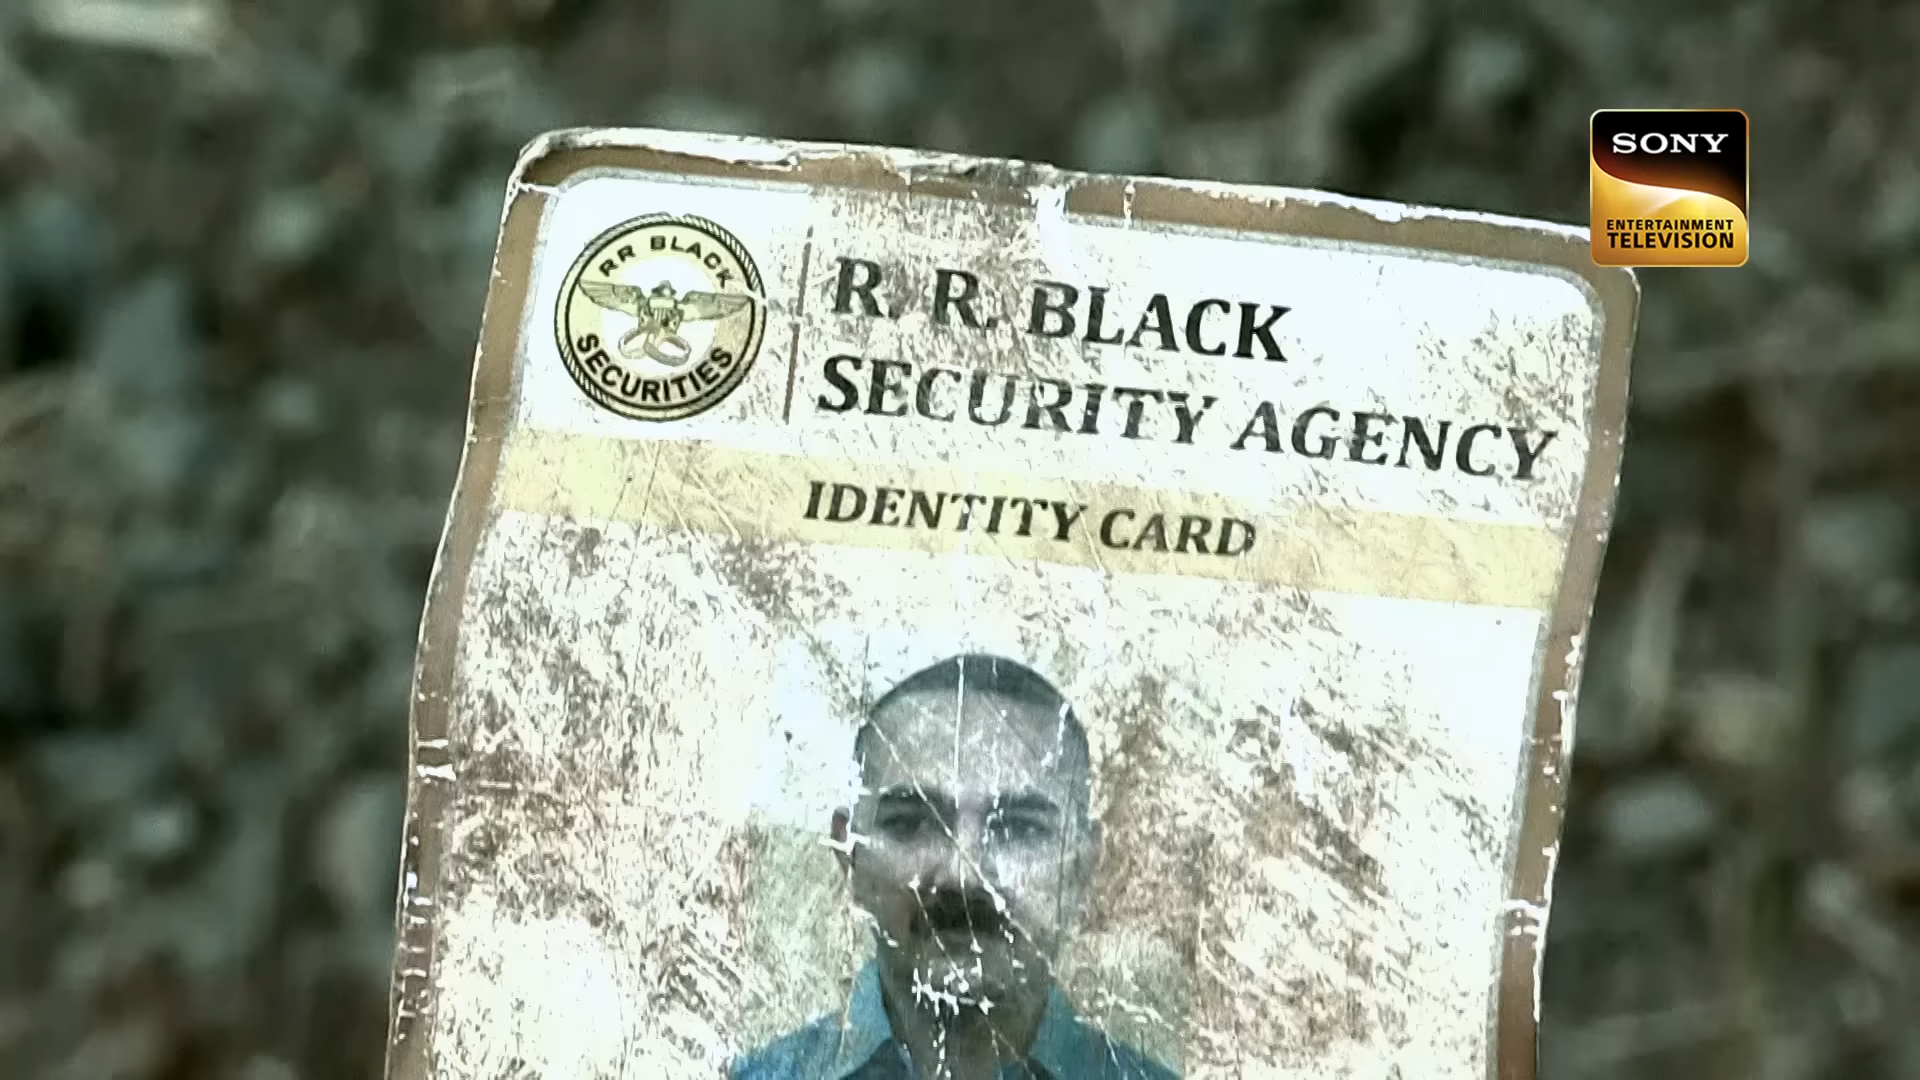 SONY
ENTERTAINMENT
TELEVISION
RR BLACK
SECURITIES
R. R. BLACK
SECURITY AGENCY
IDENTITY CARD